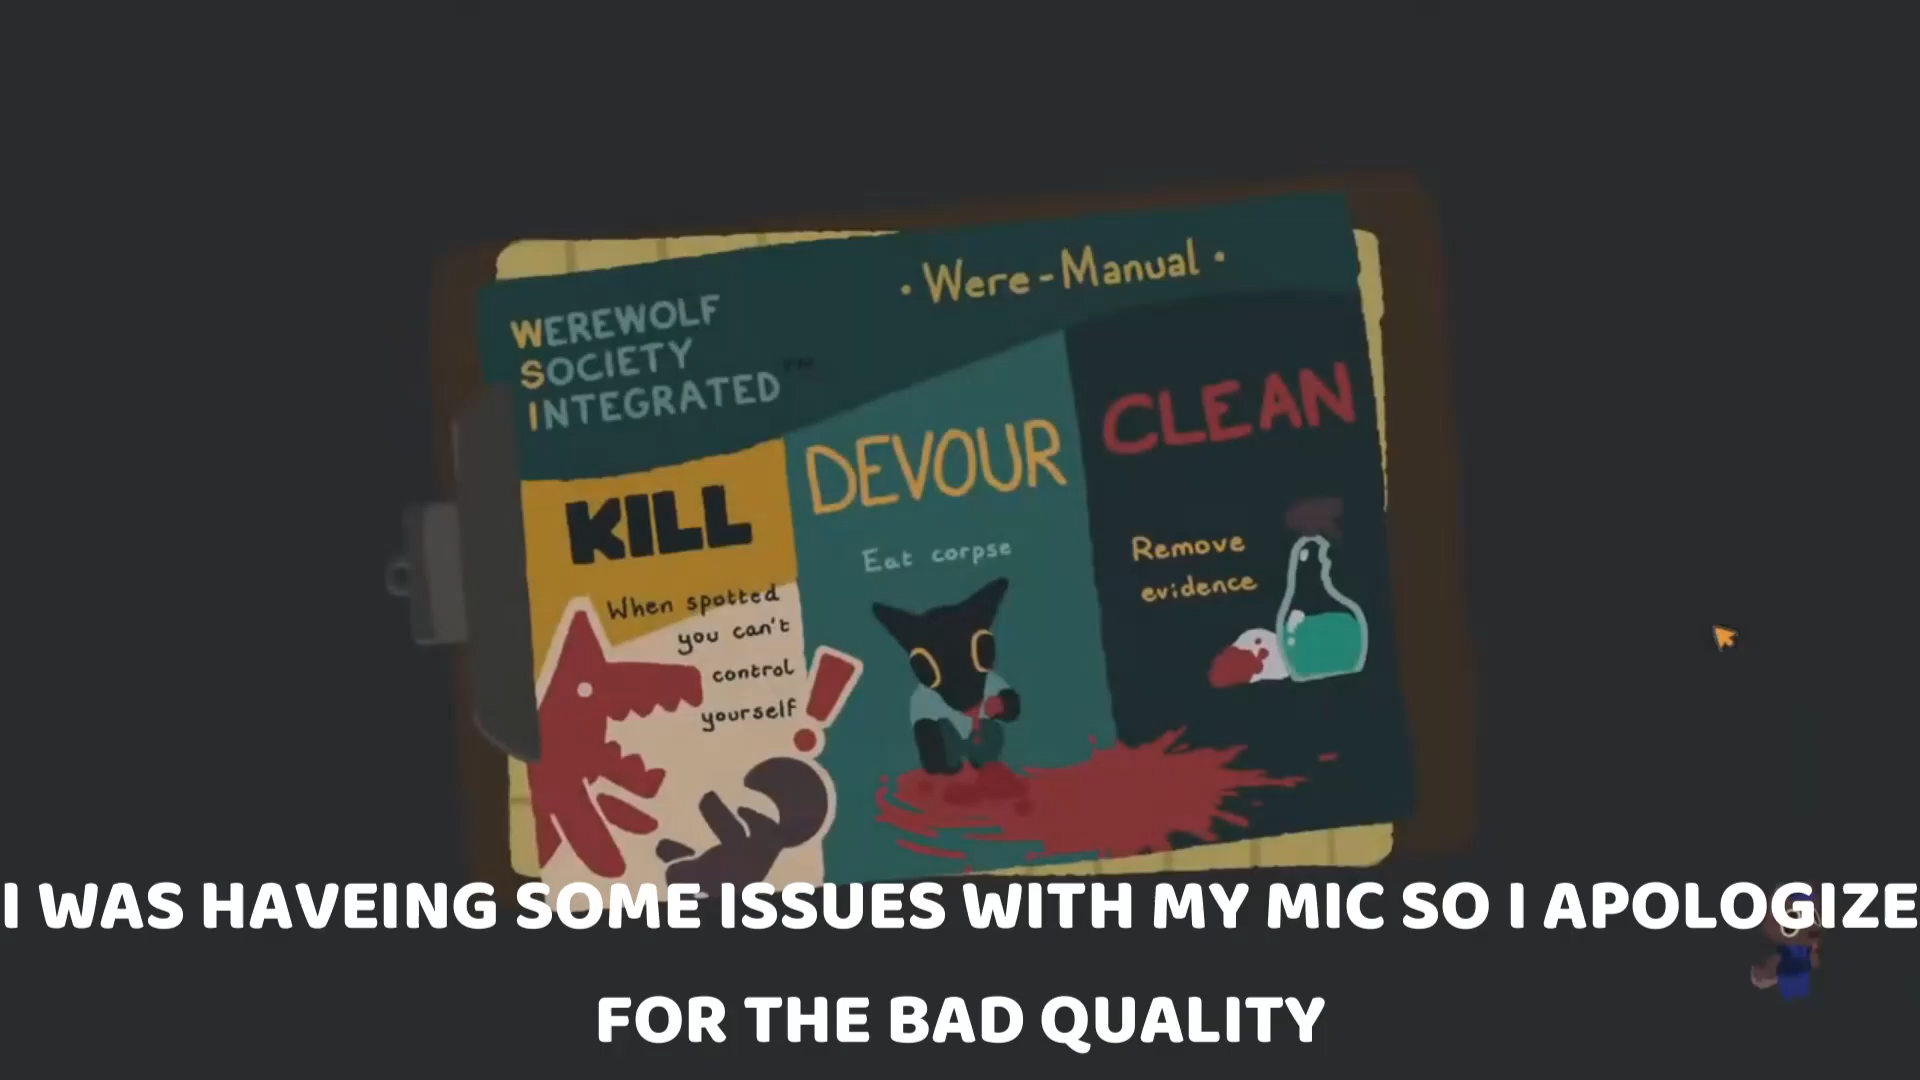 · Were-Manual ·
WEREWOLF
SOCIETY
INTEGRATED™
KILL
When spotted
you can't
control
yourself
DEVOUR
Eat corpse
CLEAN
Remove
evidence
I WAS HAVEING SOME ISSUES WITH MY MIC SO I APOLOGIZE
FOR THE BAD QUALITY